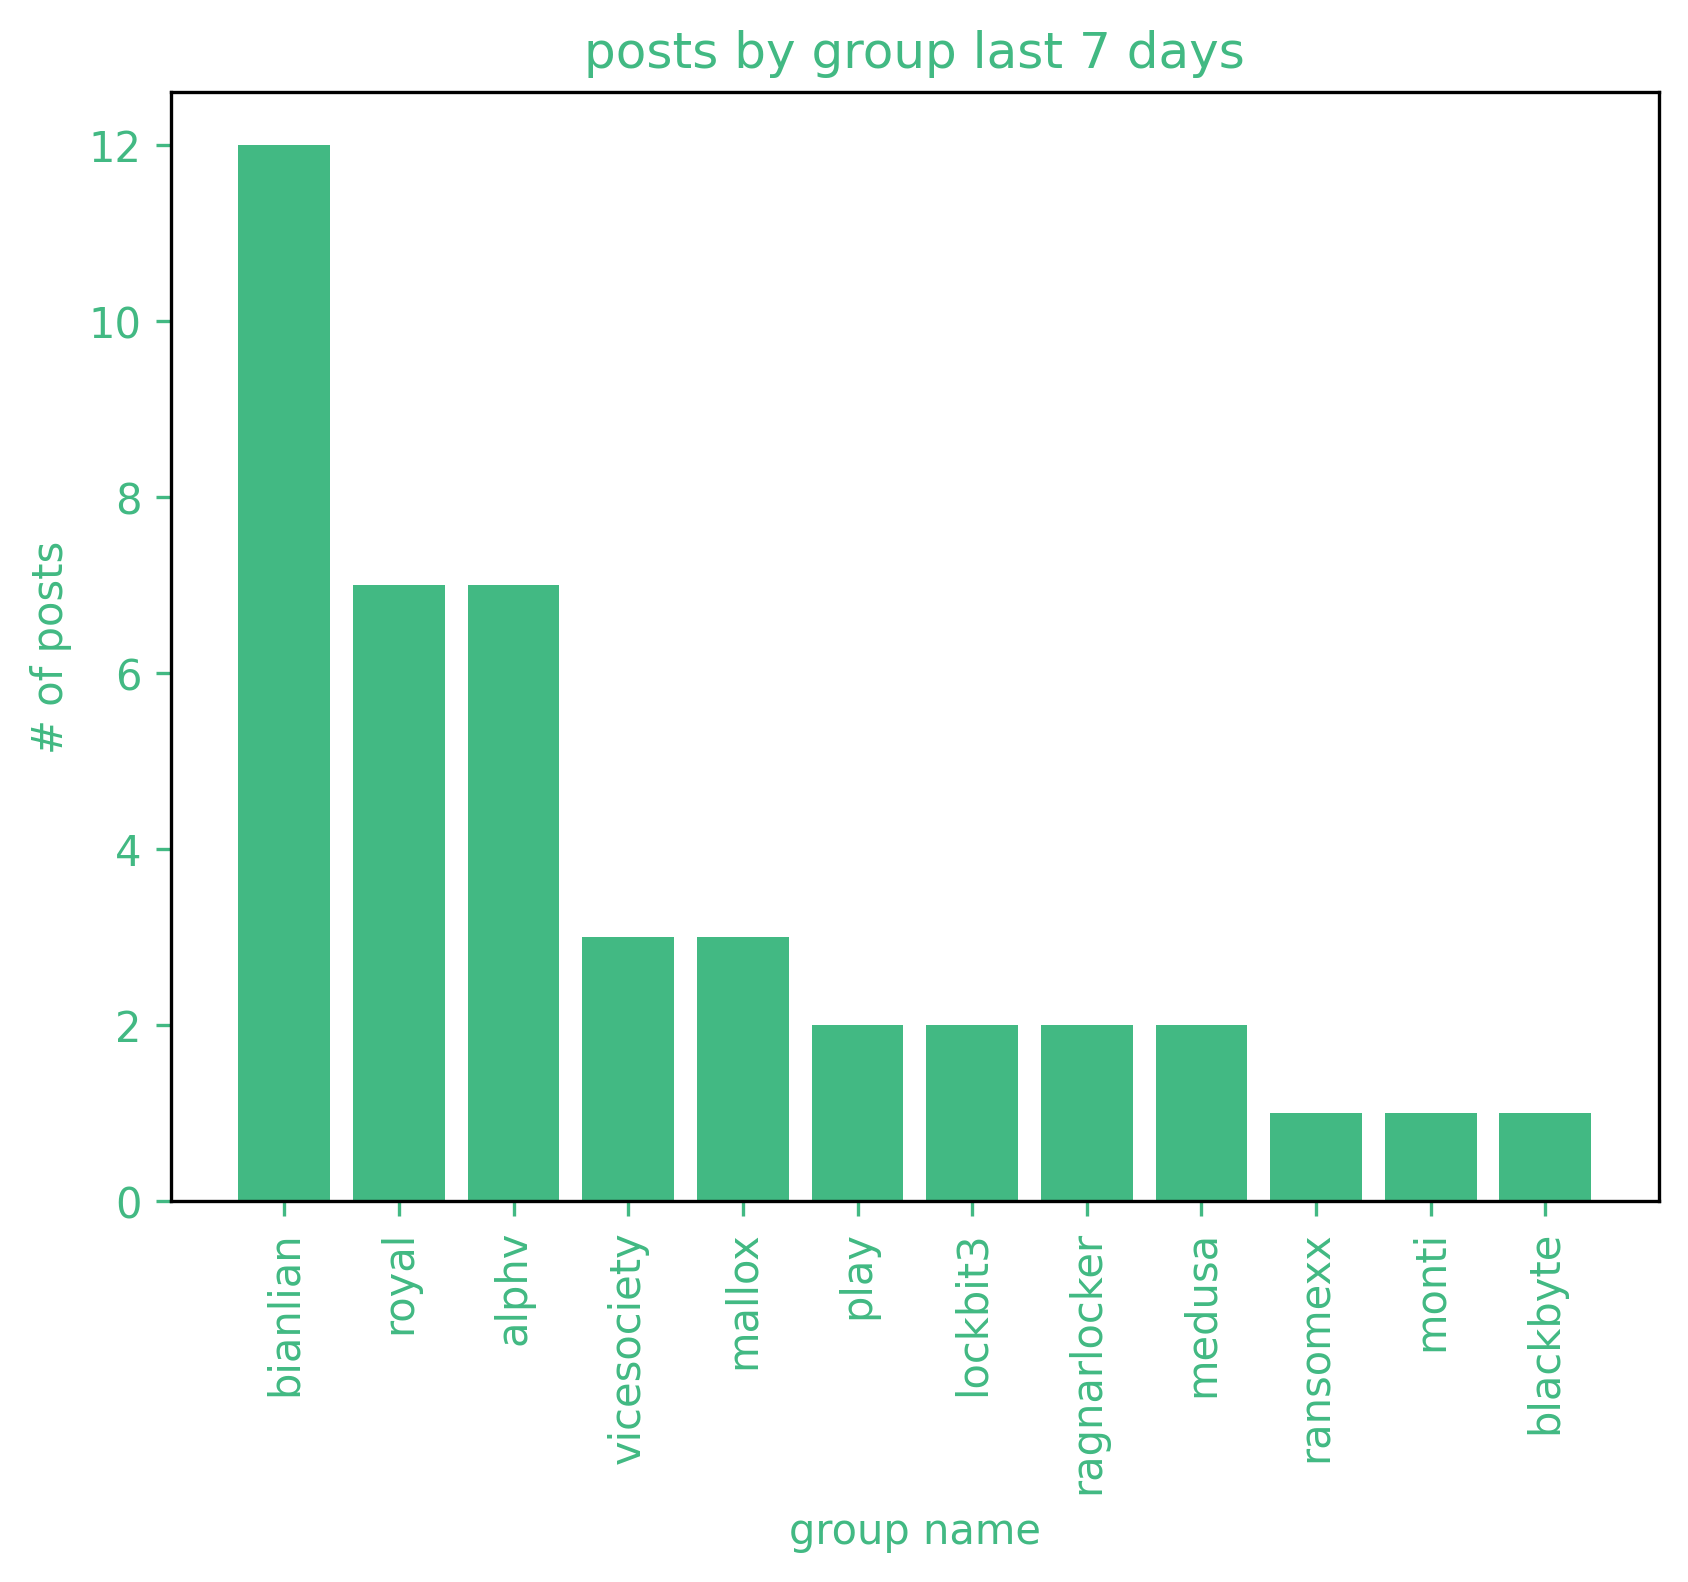 posts by group last 7 days
12
10
8
6
4
2
0
# of posts
bianlian
royal
alphv
vicesociety
mallox
play
lockbit3
ragnarlocker
medusa
ransomexx
monti
blackbyte
group name